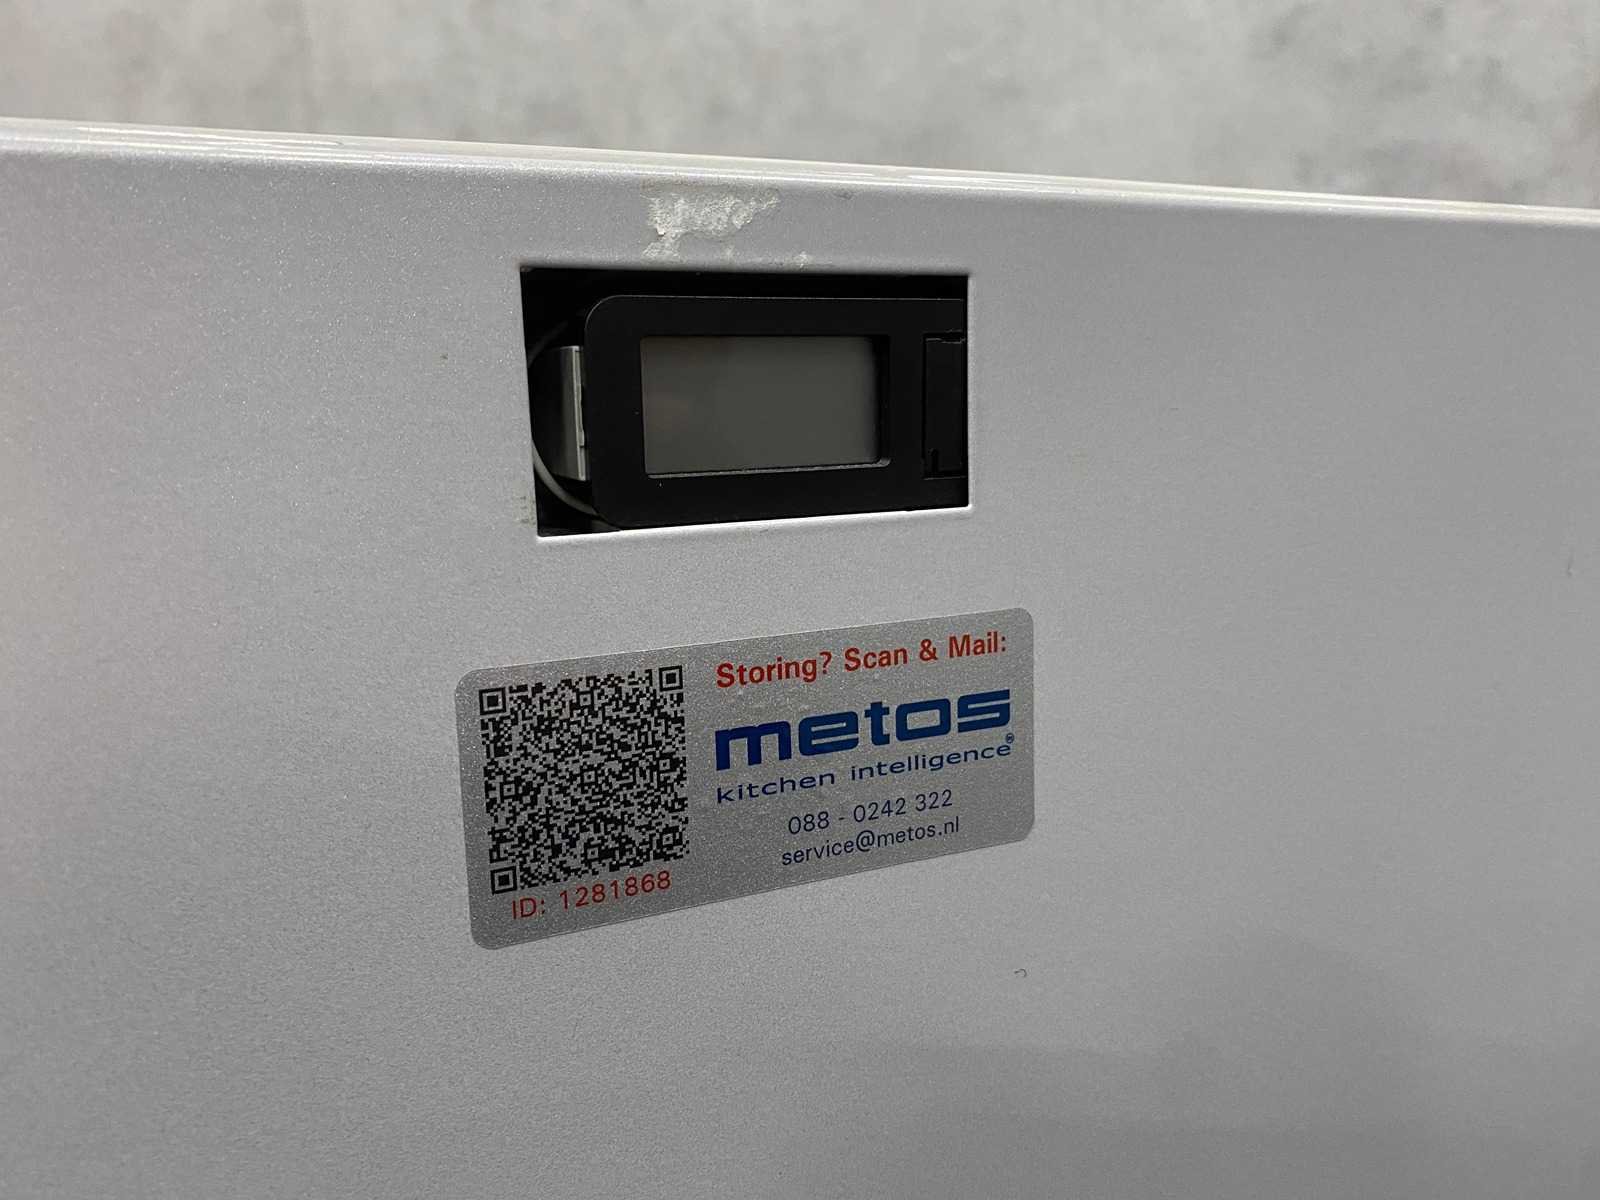 Storing? Scan & Mail:
metos
kitchen intelligence®
088 - 0242 322
service@metos.nl
ID: 1281868